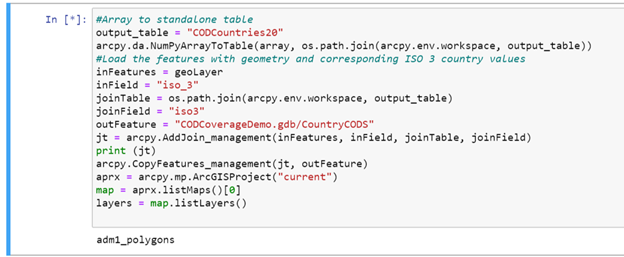 In [*]: #Array to standalone table
output_table = "CODCountries20"
arcpy.da.NumPyArrayToTable(array, os.path.join(arcpy.env.workspace, output_table))
#Load the features with geometry and corresponding ISO 3 country values
inFeatures = geoLayer
inField = "iso_3"
joinTable = os.path.join(arcpy.env.workspace, output_table)
joinField = "iso3"
outFeature = "CODCoverageDemo.gdb/CountryCODS"
jt = arcpy.AddJoin_management(inFeatures, inField, joinTable, joinField)
print (jt)
arcpy.CopyFeatures_management(jt, outFeature)
aprx = arcpy.mp.ArcGISProject("current")
map = aprx.listMaps()[0]
layers = map.listLayers()
adm1_polygons